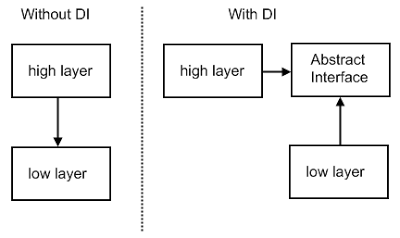 Without DI
With DI
high layer
high layer
Abstract
Interface
low layer
low layer